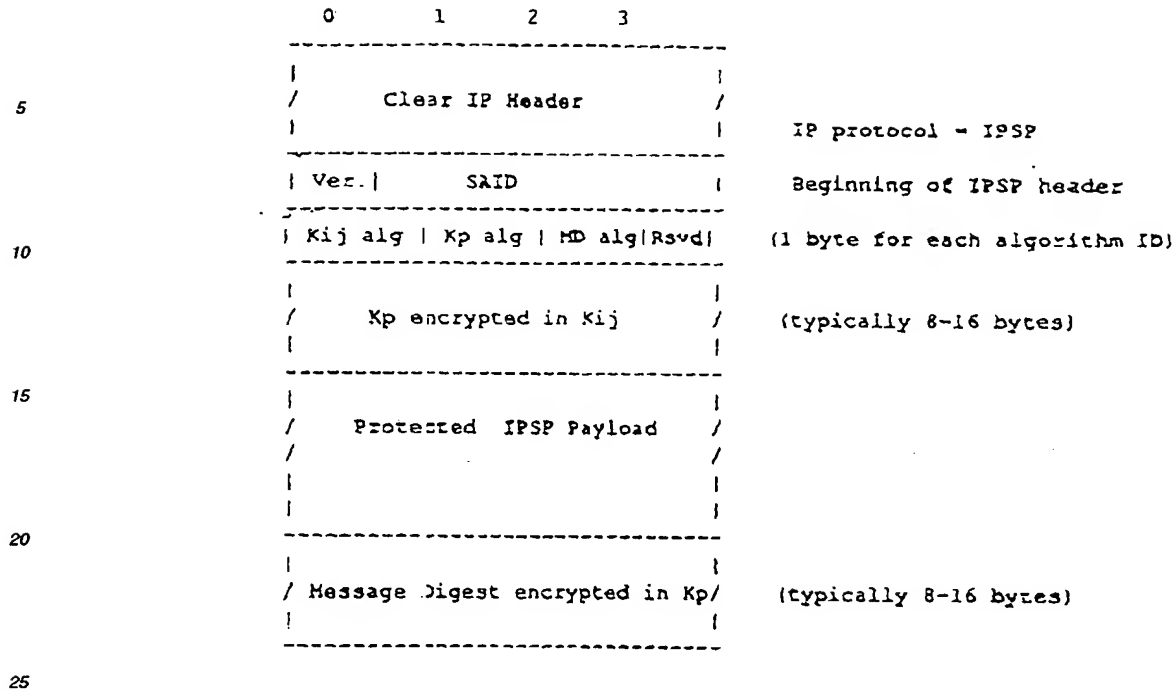 0 1 2 3
5 Clear IP Header
IP protocol = IPSP
| Ver.| SAID | Beginning of IPSP header
10 | Kij alg | Kp alg | MD alg|Rsvd| (1 byte for each algorithm ID)
Kp encrypted in Kij (typically 8-16 bytes)
15
Protected IPSP Payload
20
Message Digest encrypted in Kp (typically 8-16 bytes)
25